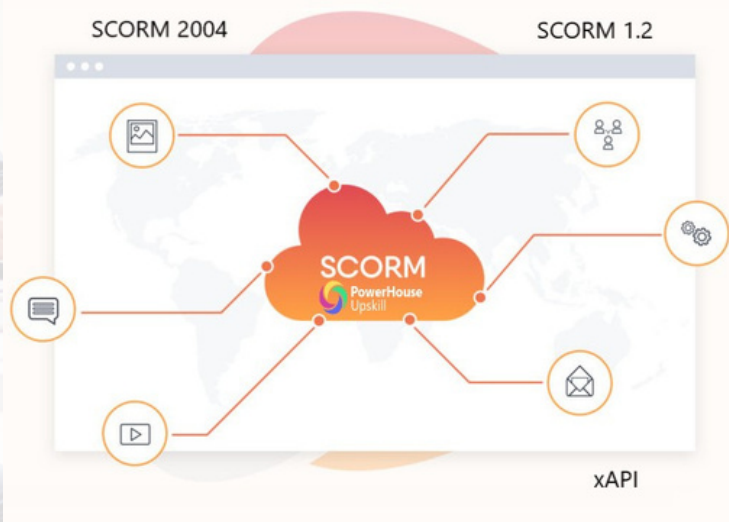 SCORM 2004
SCORM 1.2
SCORM
PowerHouse
Upskill
xAPI